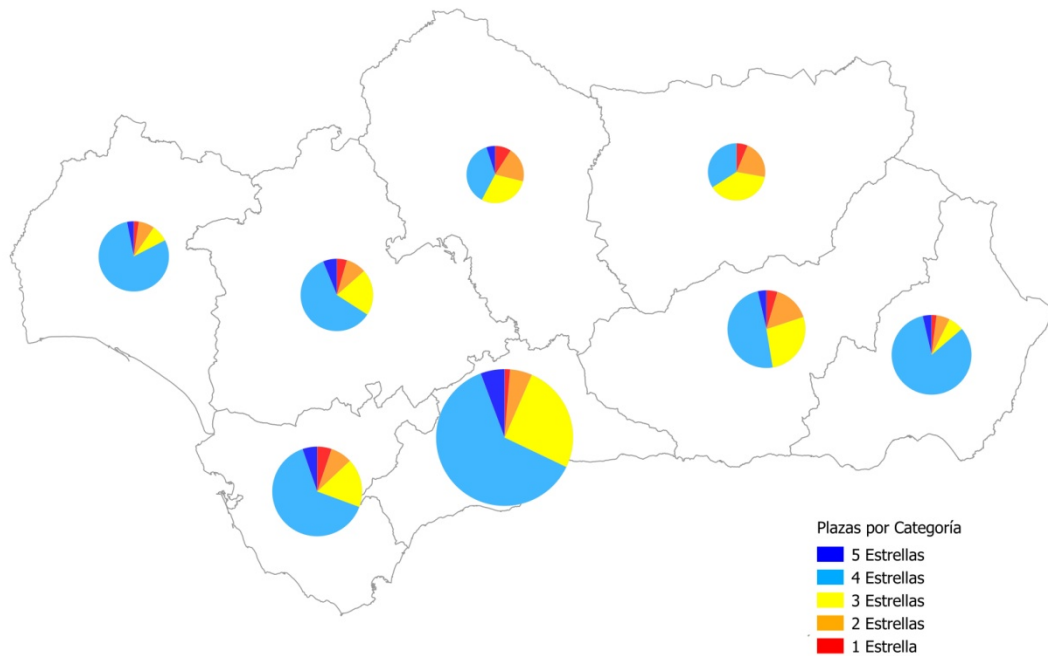 Plazas por Categoría
5 Estrellas
4 Estrellas
3 Estrellas
2 Estrellas
1 Estrella